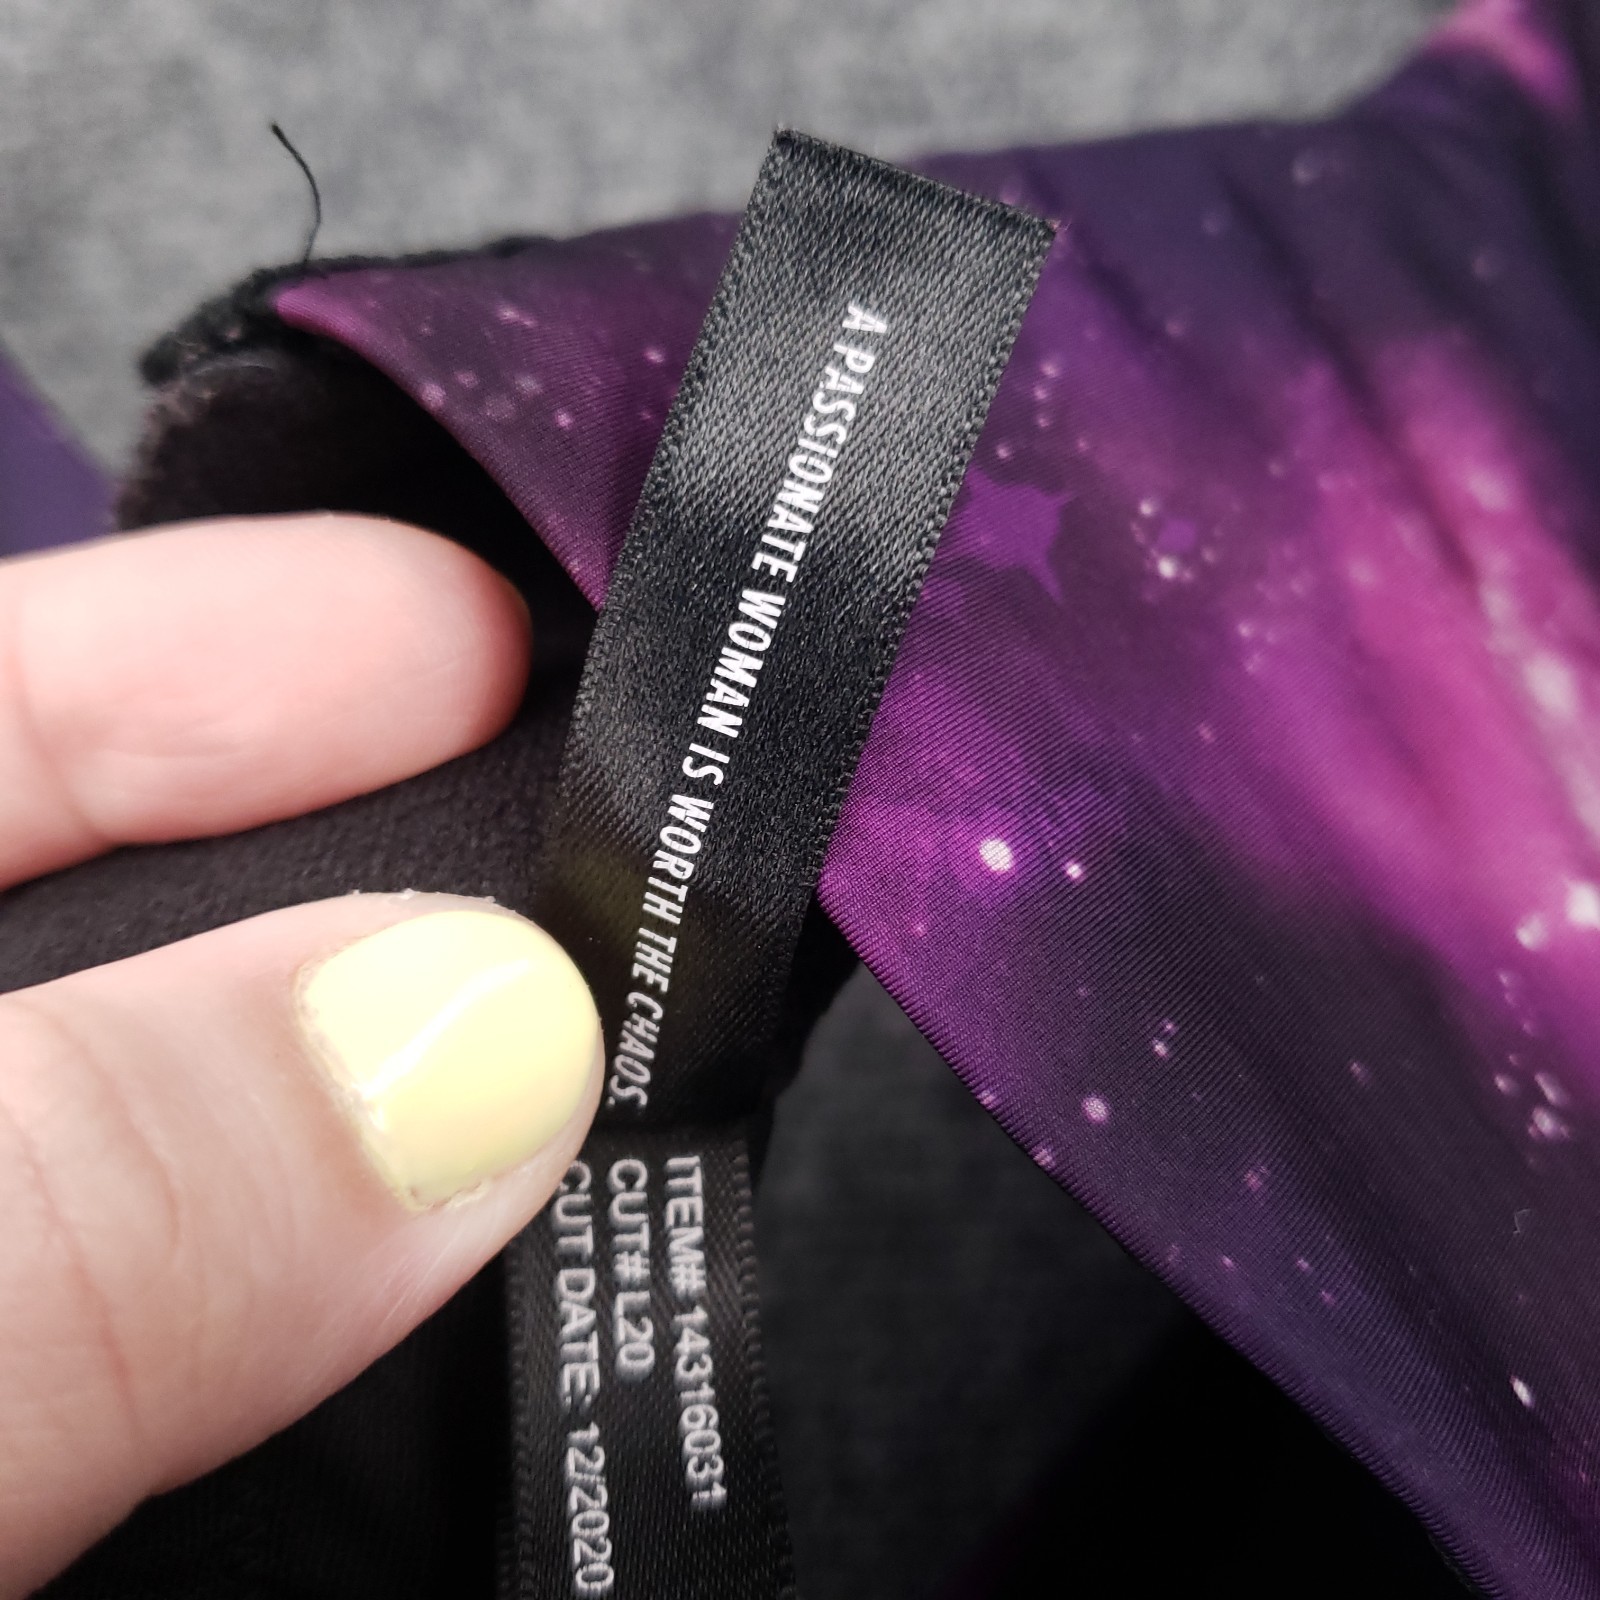 A PASSIONATE WOMAN IS WORTH THE CHAOS.
ITEM# 14316031
CUT# L20
CUT DATE: 12/2020